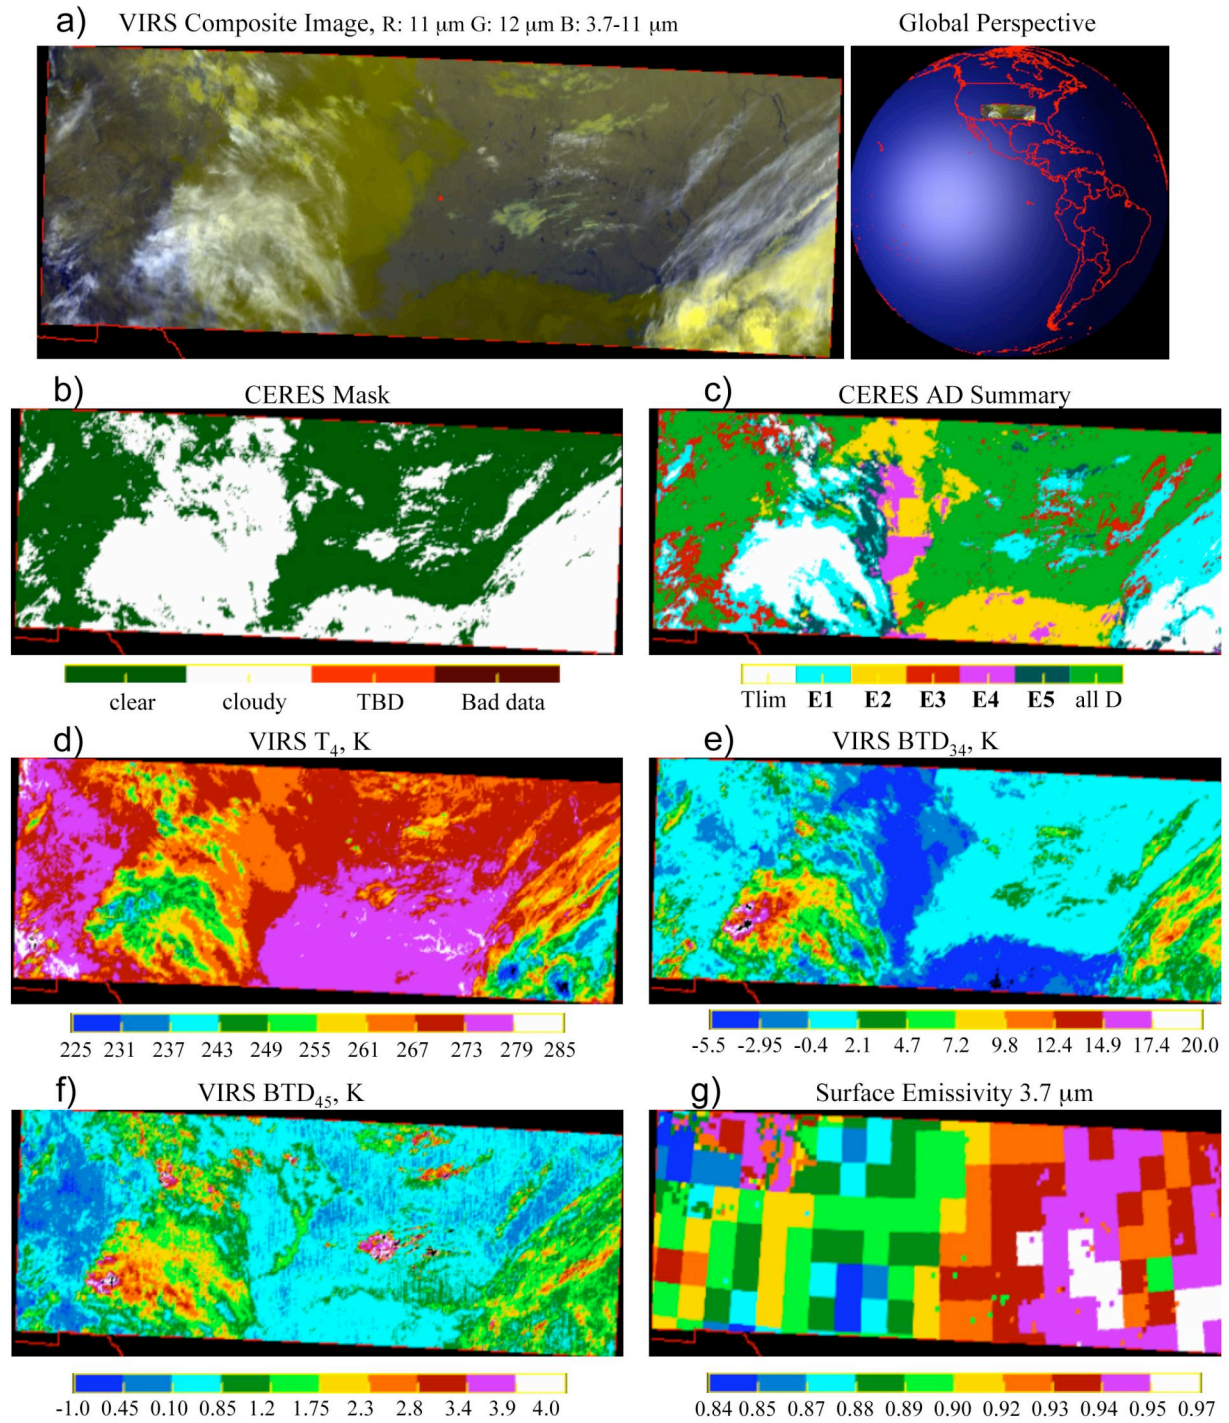 a) VIRS Composite Image, R: 11 μm G: 12 μm B: 3.7-11 μm Global Perspective
b) CERES Mask c) CERES AD Summary
clear cloudy TBD Bad data Tlim E1 E2 E3 E4 E5 all D
d) VIRS T4, K e) VIRS BTD34, K
225 231 237 243 249 255 261 267 273 279 285 -5.5 -2.95 -0.4 2.1 4.7 7.2 9.8 12.4 14.9 17.4 20.0
f) VIRS BTD45, K g) Surface Emissivity 3.7 μm
-1.0 0.45 0.10 0.85 1.2 1.75 2.3 2.8 3.4 3.9 4.0 0.84 0.85 0.87 0.88 0.89 0.90 0.92 0.94 0.95 0.97